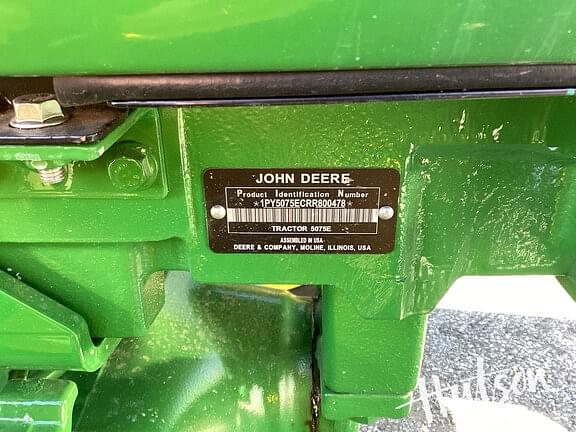 JOHN DEERE
Product Identification Number
*1PY5075ECRR800478*
TRACTOR 5075E
ASSEMBLED IN USA
DEERE & COMPANY, MOLINE, ILLINOIS, USA
Hutson